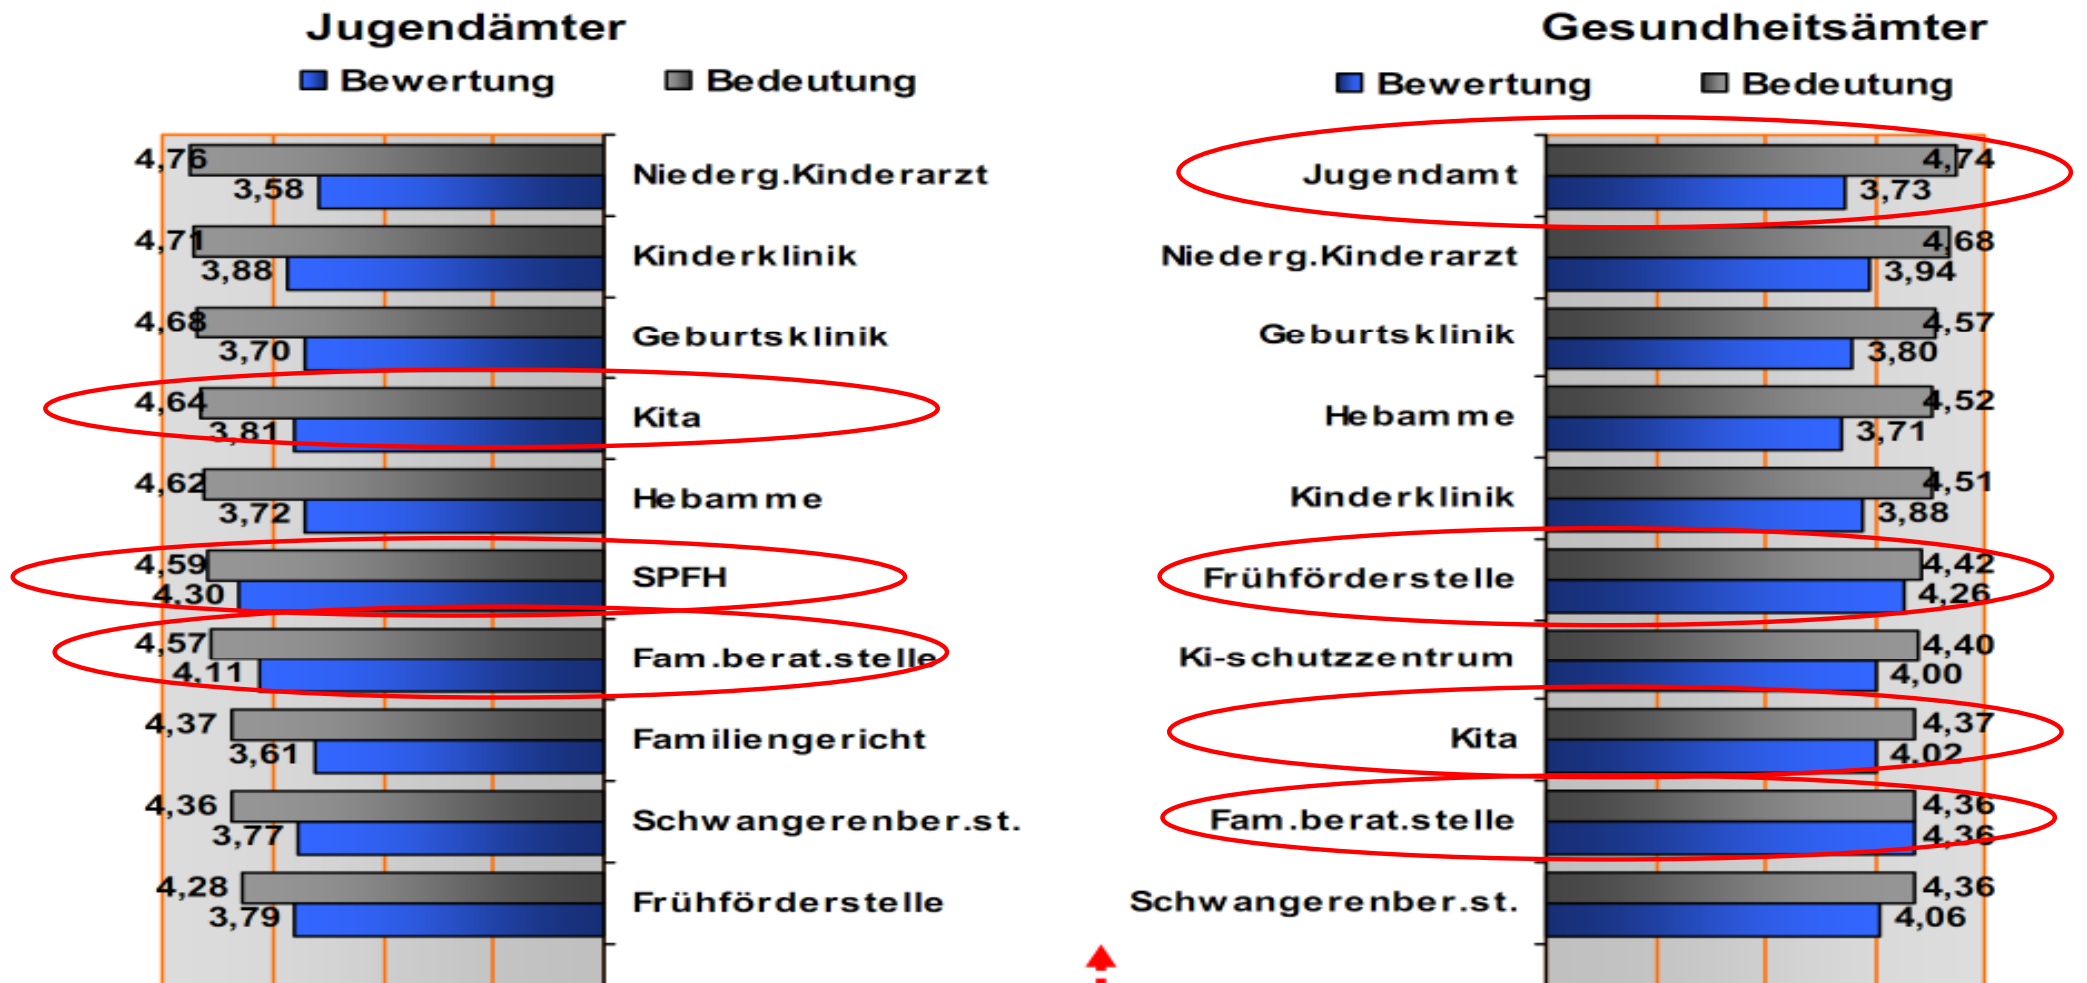 Jugendämter
Bewertung Bedeutung
4,76
3,58
Niederg.Kinderarzt
4,71
3,88
Kinderklinik
4,68
3,70
Geburtsklinik
4,64
3,81
Kita
4,62
3,72
Hebamme
4,59
4,30
SPFH
4,57
4,11
Fam.berat.stelle
4,37
3,61
Familiengericht
4,36
3,77
Schwangerenber.st.
4,28
3,79
Frühförderstelle
Gesundheitsämter
Bewertung Bedeutung
Jugendamt
4,74
3,73
Niederg.Kinderarzt
4,68
3,94
Geburtsklinik
4,57
3,80
Hebamme
4,52
3,71
Kinderklinik
4,51
3,88
Frühförderstelle
4,42
4,26
Ki-schutzzentrum
4,40
4,00
Kita
4,37
4,02
Fam.berat.stelle
4,36
4,36
Schwangerenber.st.
4,36
4,06